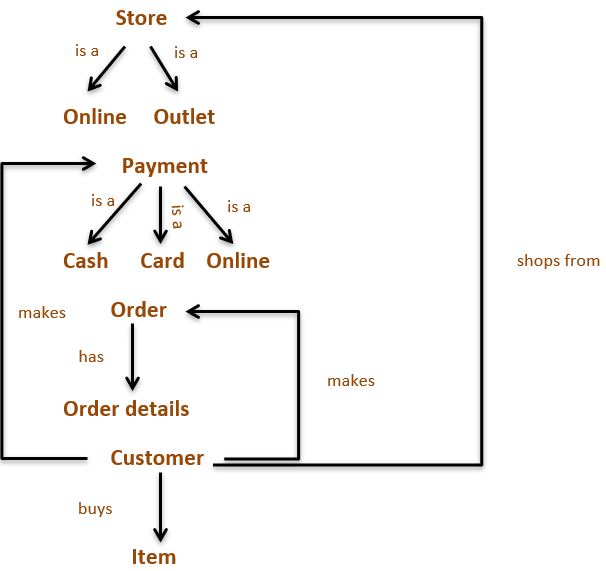 Store
is a
is a
Online
Outlet
Payment
is a
is a
is a
Cash
Card
Online
shops from
makes
Order
has
makes
Order details
Customer
buys
Item